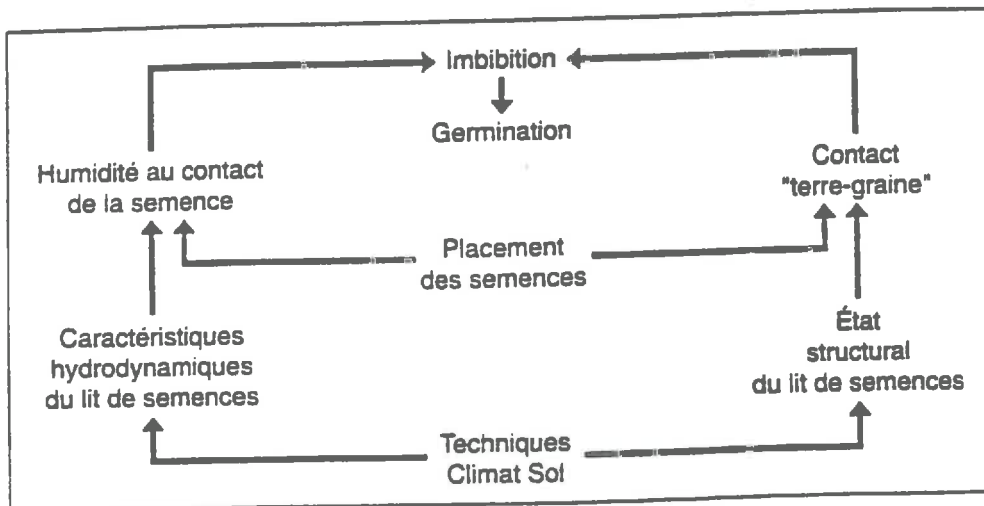 Imbibition
Germination
Humidité au contact
de la semence
Contact
"terre-graine"
Placement
des semences
Caractéristiques
hydrodynamiques
du lit de semences
État
structural
du lit de semences
Techniques
Climat Sol